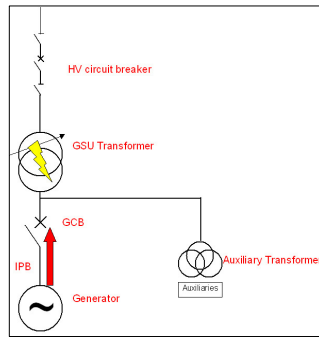 HV circuit breaker
GSU Transformer
GCB
IPB
Auxiliary Transformer
Auxiliaries
Generator
~